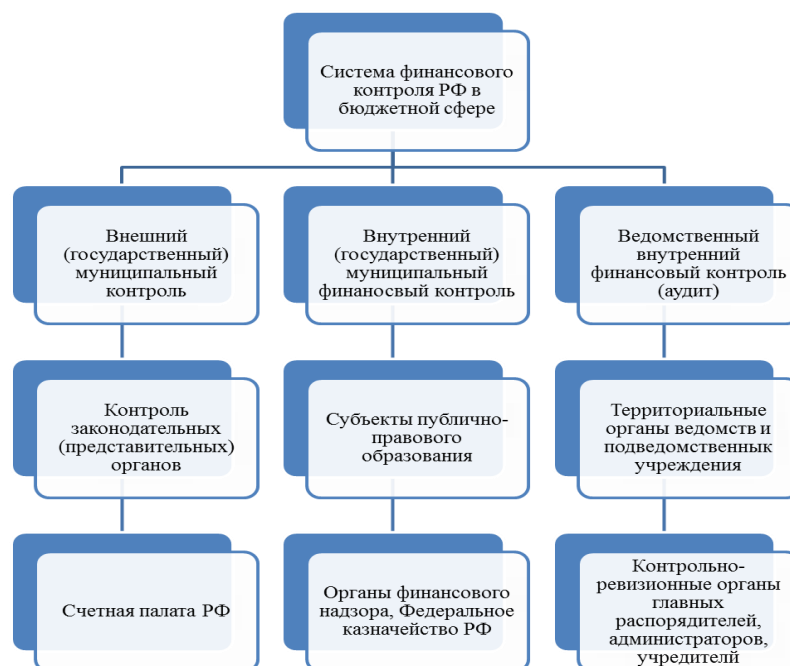 Система финансового
контроля РФ в
бюджетной сфере
Внешний
(государственный)
муниципальный
контроль
Внутренний
(государственный)
муниципальный
финаносвый контроль
Ведомственный
внутренний
финансовый контроль
(аудит)
Контроль
законодательных
(представительных)
органов
Субъекты публично-
правового
образования
Территориальные
органы ведомств и
подведомственньк
учреждения
Счетная палата РФ
Органы финансового
надзора, Федеральное
казначейство РФ
Контрольно-
ревизионные органы
главных
распорядителей,
администраторов,
учредителй